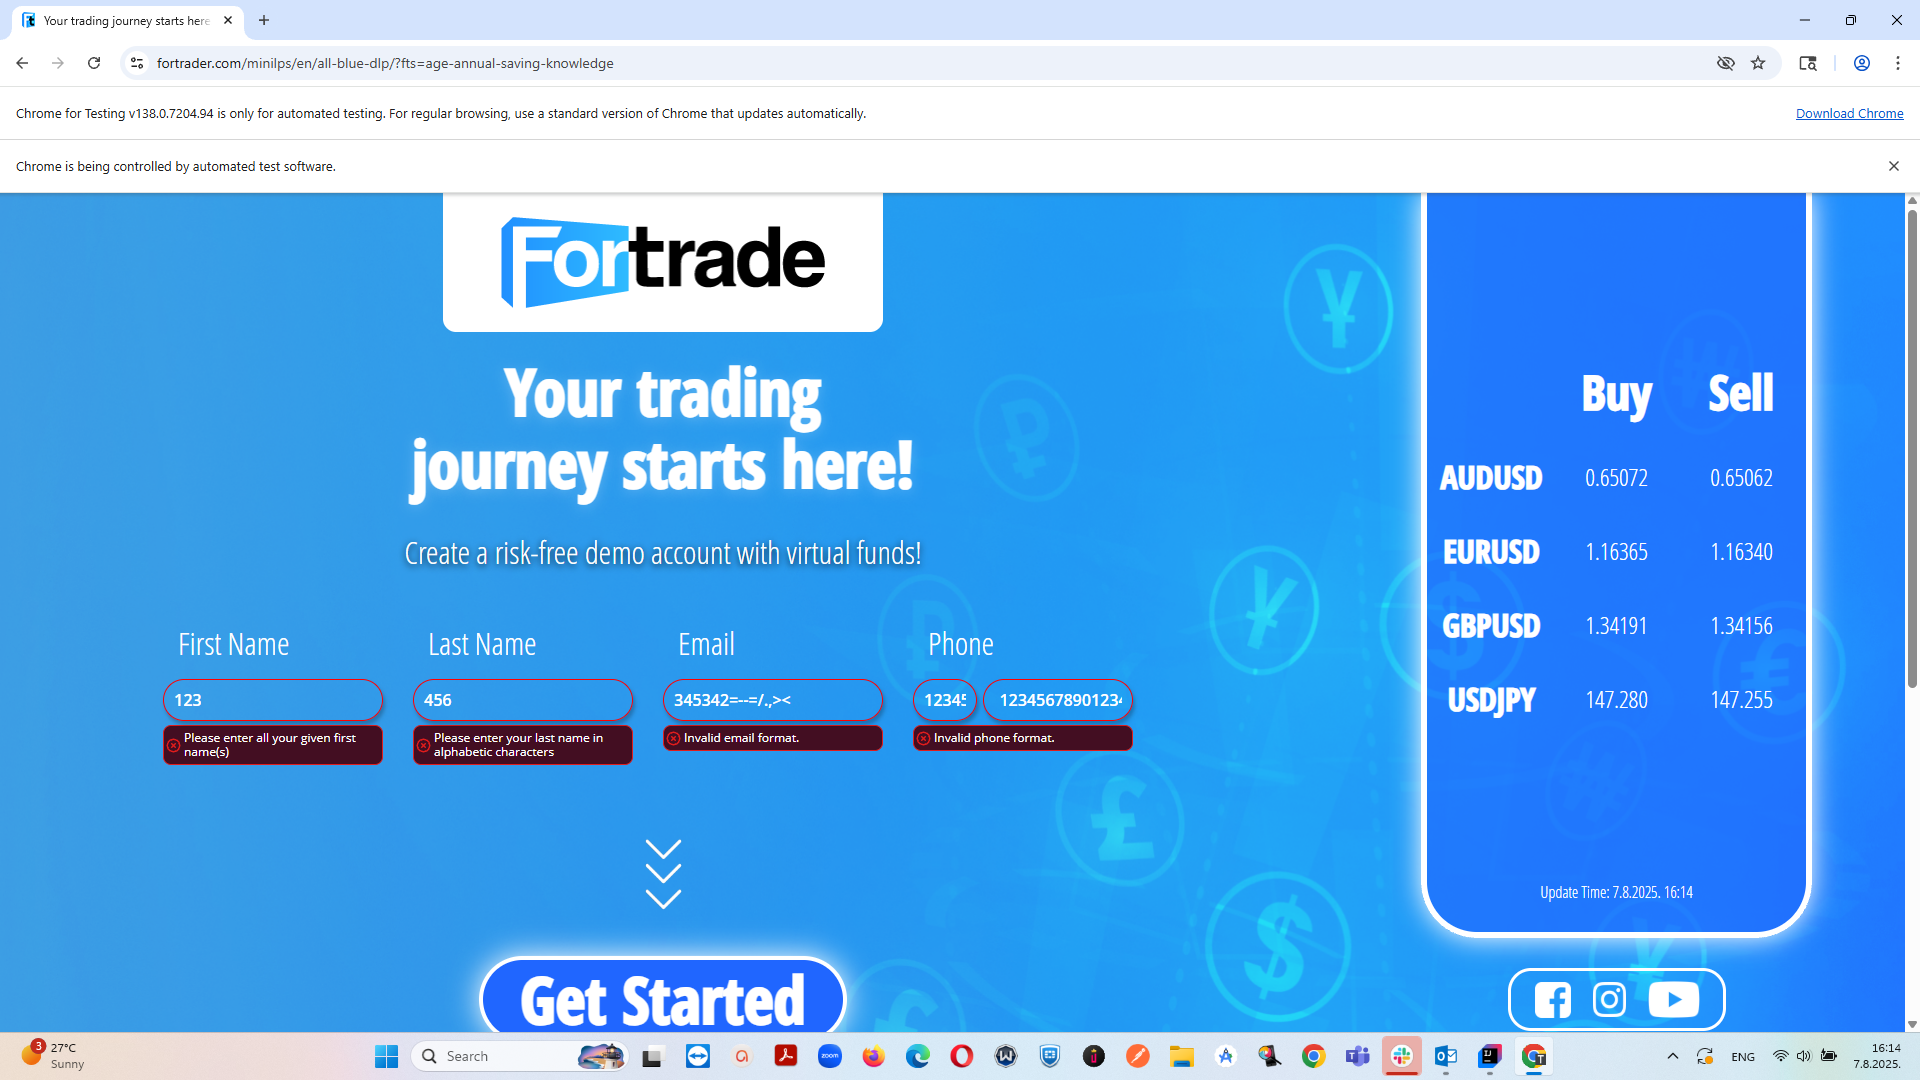 Your trading journey starts here
fortrader.com/minilps/en/all-blue-dlp/?fts=age-annual-saving-knowledge
Chrome for Testing v138.0.7204.94 is only for automated testing. For regular browsing, use a standard version of Chrome that updates automatically.
Download Chrome
Chrome is being controlled by automated test software.
Fortrade
Your trading
journey starts here!
Create a risk-free demo account with virtual funds!
First Name
Last Name
Email
Phone
123
456
345342=--=/.,><
12345
12345678901234
Please enter all your given first
name(s)
Please enter your last name in
alphabetic characters
Invalid email format.
Invalid phone format.
Get Started
Buy Sell
AUDUSD 0.65072 0.65062
EURUSD 1.16365 1.16340
GBPUSD 1.34191 1.34156
USDJPY 147.280 147.255
Update Time: 7.8.2025. 16:14
3
27°C
Sunny
Search
zoom
ENG
16:14
7.8.2025.